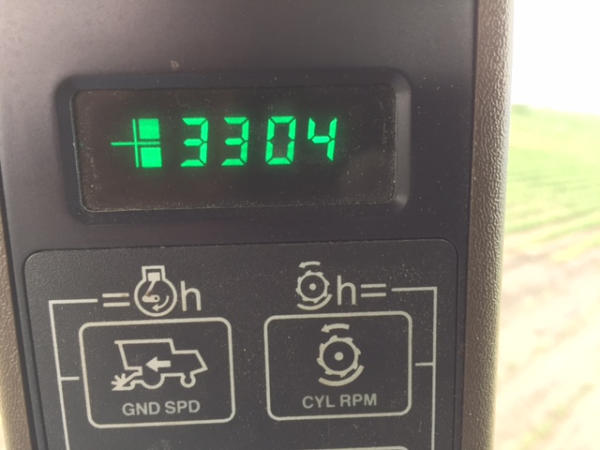 3304
=h h=
GND SPD CYL RPM